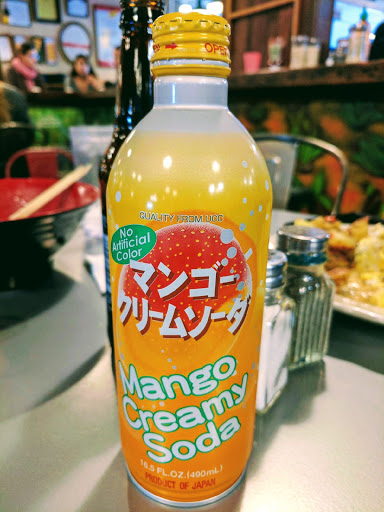 OPEN
QUALITY FROM UCC
No
Artificial
Color
マンゴー
クリームソーダ
Mango
Creamy
Soda
16.5 FL.OZ.(490mL)
PRODUCT OF JAPAN